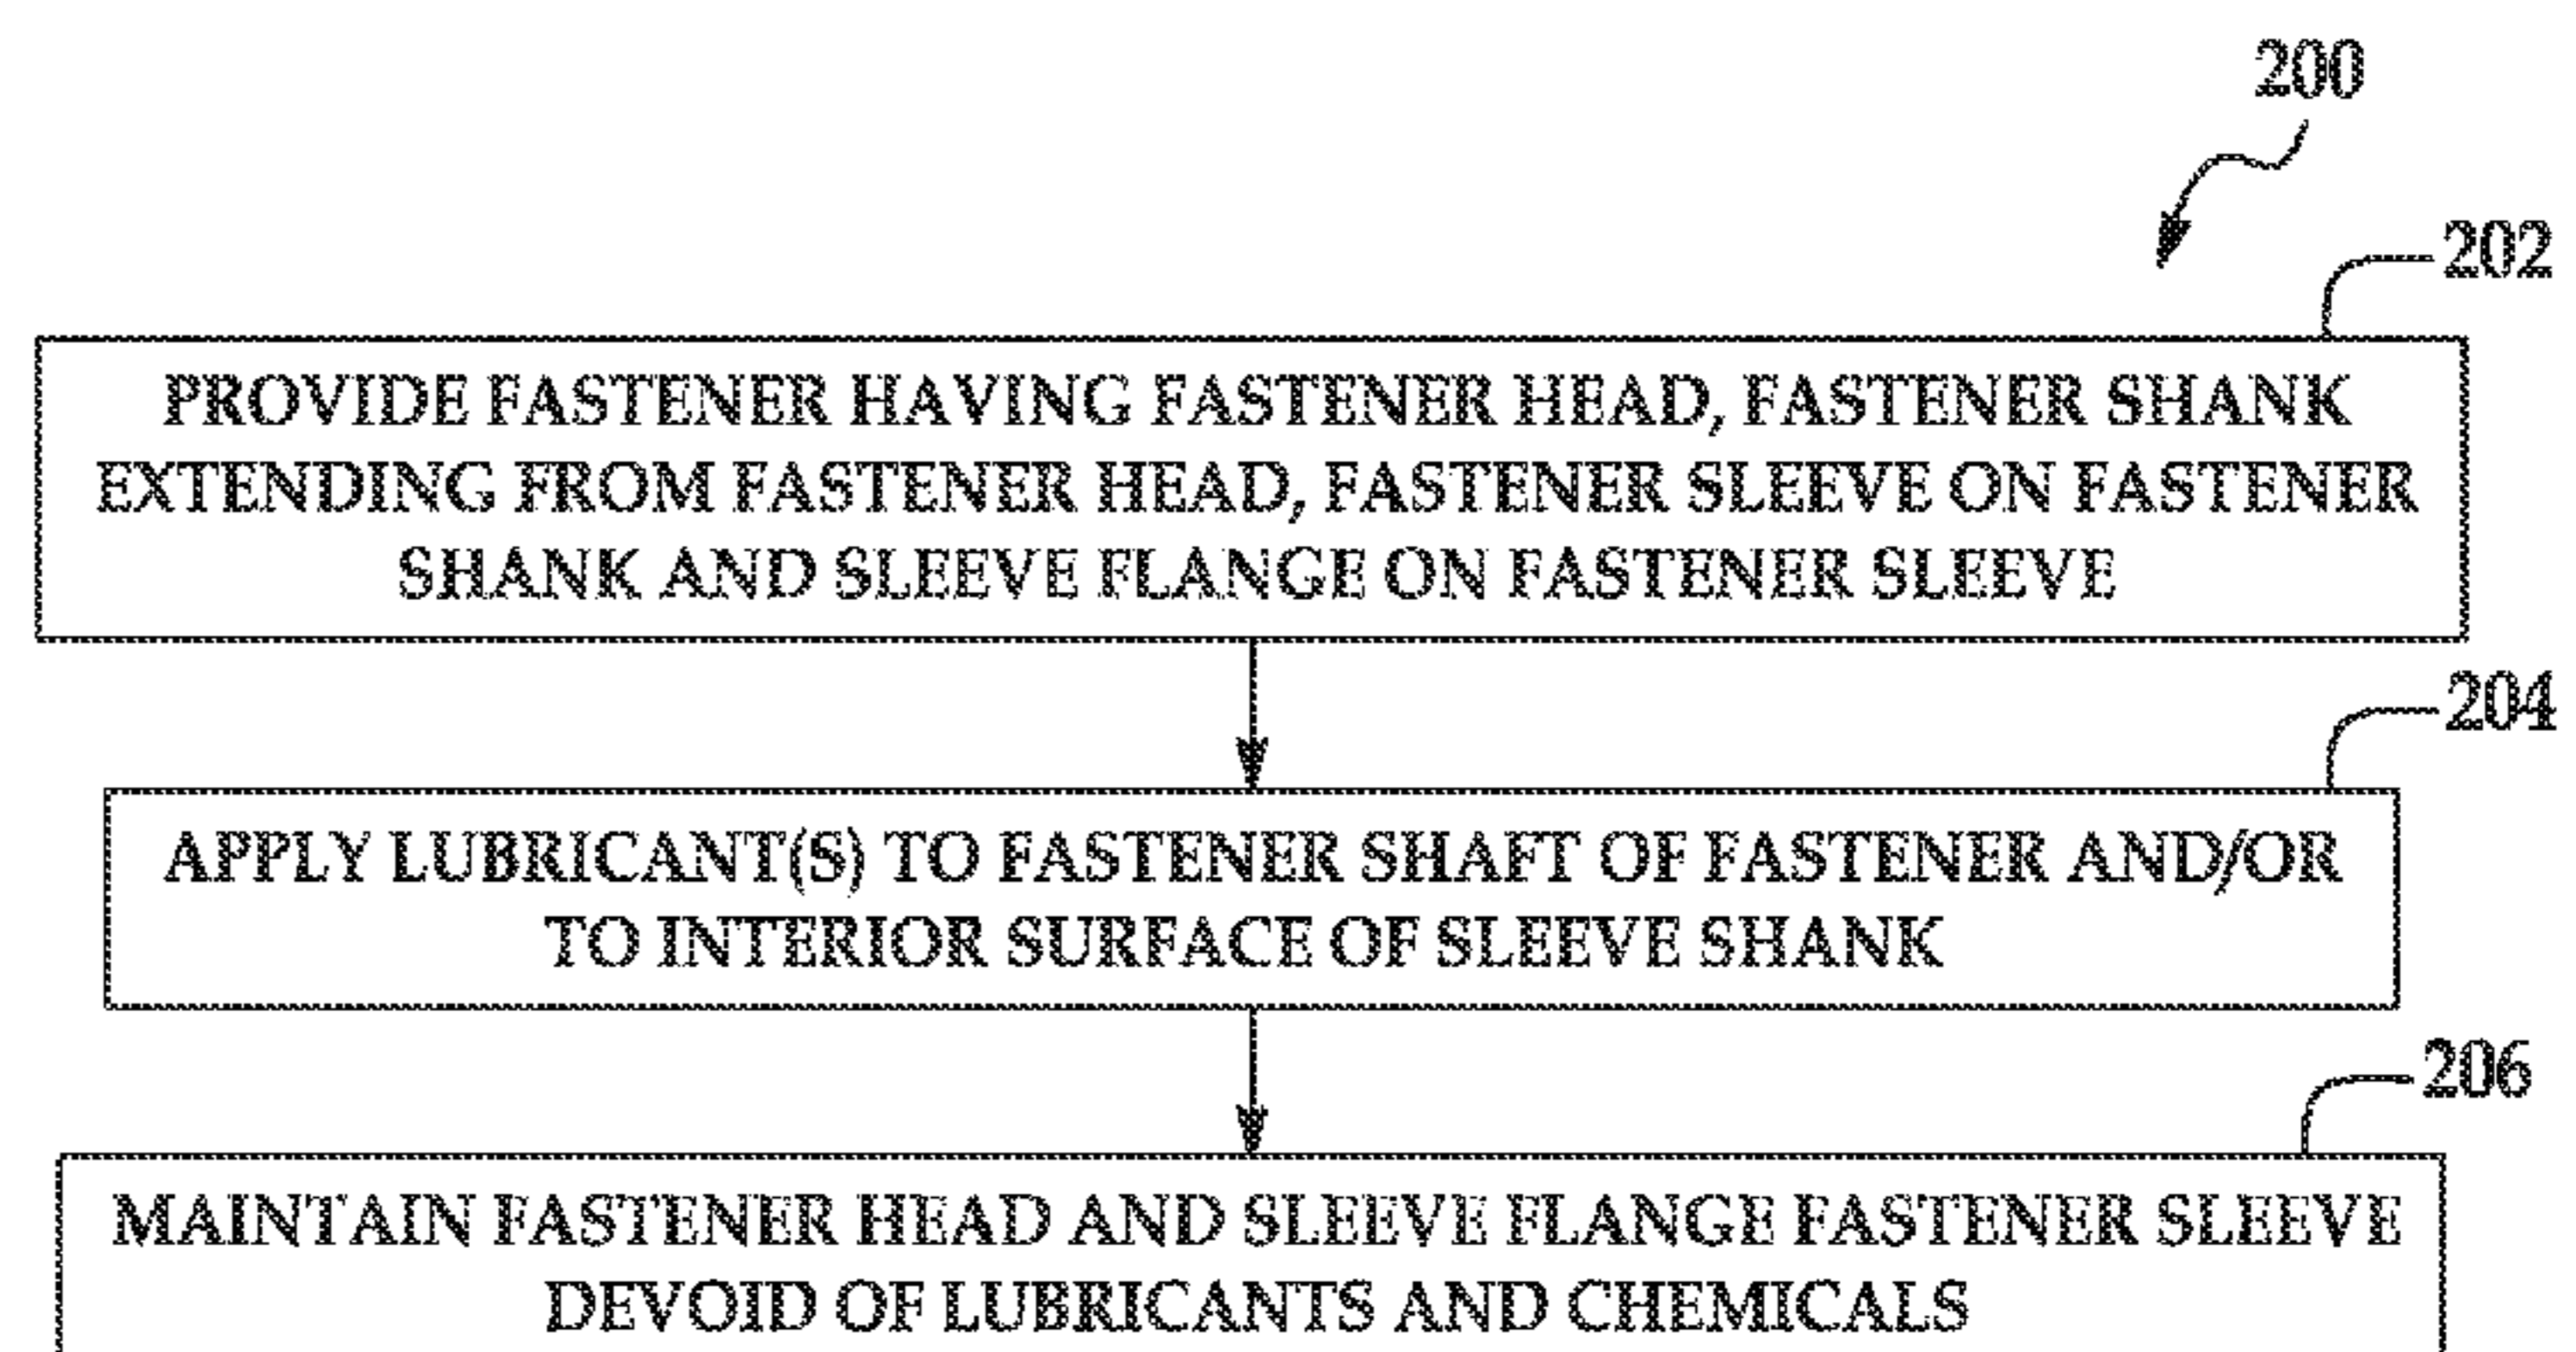 200
202
PROVIDE FASTENER HAVING FASTENER HEAD, FASTENER SHANK
EXTENDING FROM FASTENER HEAD, FASTENER SLEEVE ON FASTENER
SHANK AND SLEEVE FLANGE ON FASTENER SLEEVE
204
APPLY LUBRICANT(S) TO FASTENER SHAFT OF FASTENER AND/OR
TO INTERIOR SURFACE OF SLEEVE SHANK
206
MAINTAIN FASTENER HEAD AND SLEEVE FLANGE FASTENER SLEEVE
DEVOID OF LUBRICANTS AND CHEMICALS